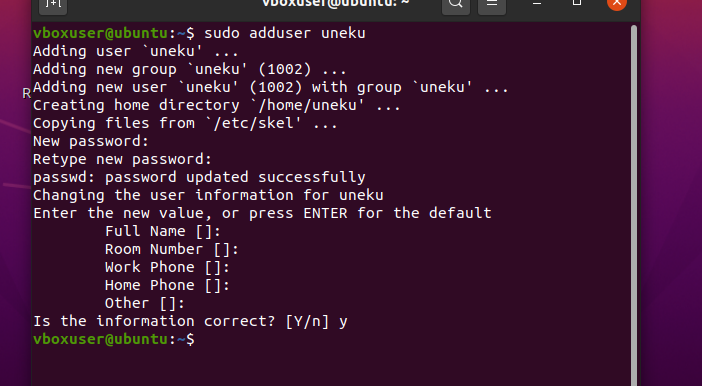 vboxuser@ubuntu: ~
vboxuser@ubuntu:~$ sudo adduser uneku
Adding user `uneku' ...
Adding new group `uneku' (1002) ...
Adding new user `uneku' (1002) with group `uneku' ...
Creating home directory `/home/uneku' ...
Copying files from `/etc/skel' ...
New password:
Retype new password:
passwd: password updated successfully
Changing the user information for uneku
Enter the new value, or press ENTER for the default
        Full Name []:
        Room Number []:
        Work Phone []:
        Home Phone []:
        Other []:
Is the information correct? [Y/n] y
vboxuser@ubuntu:~$